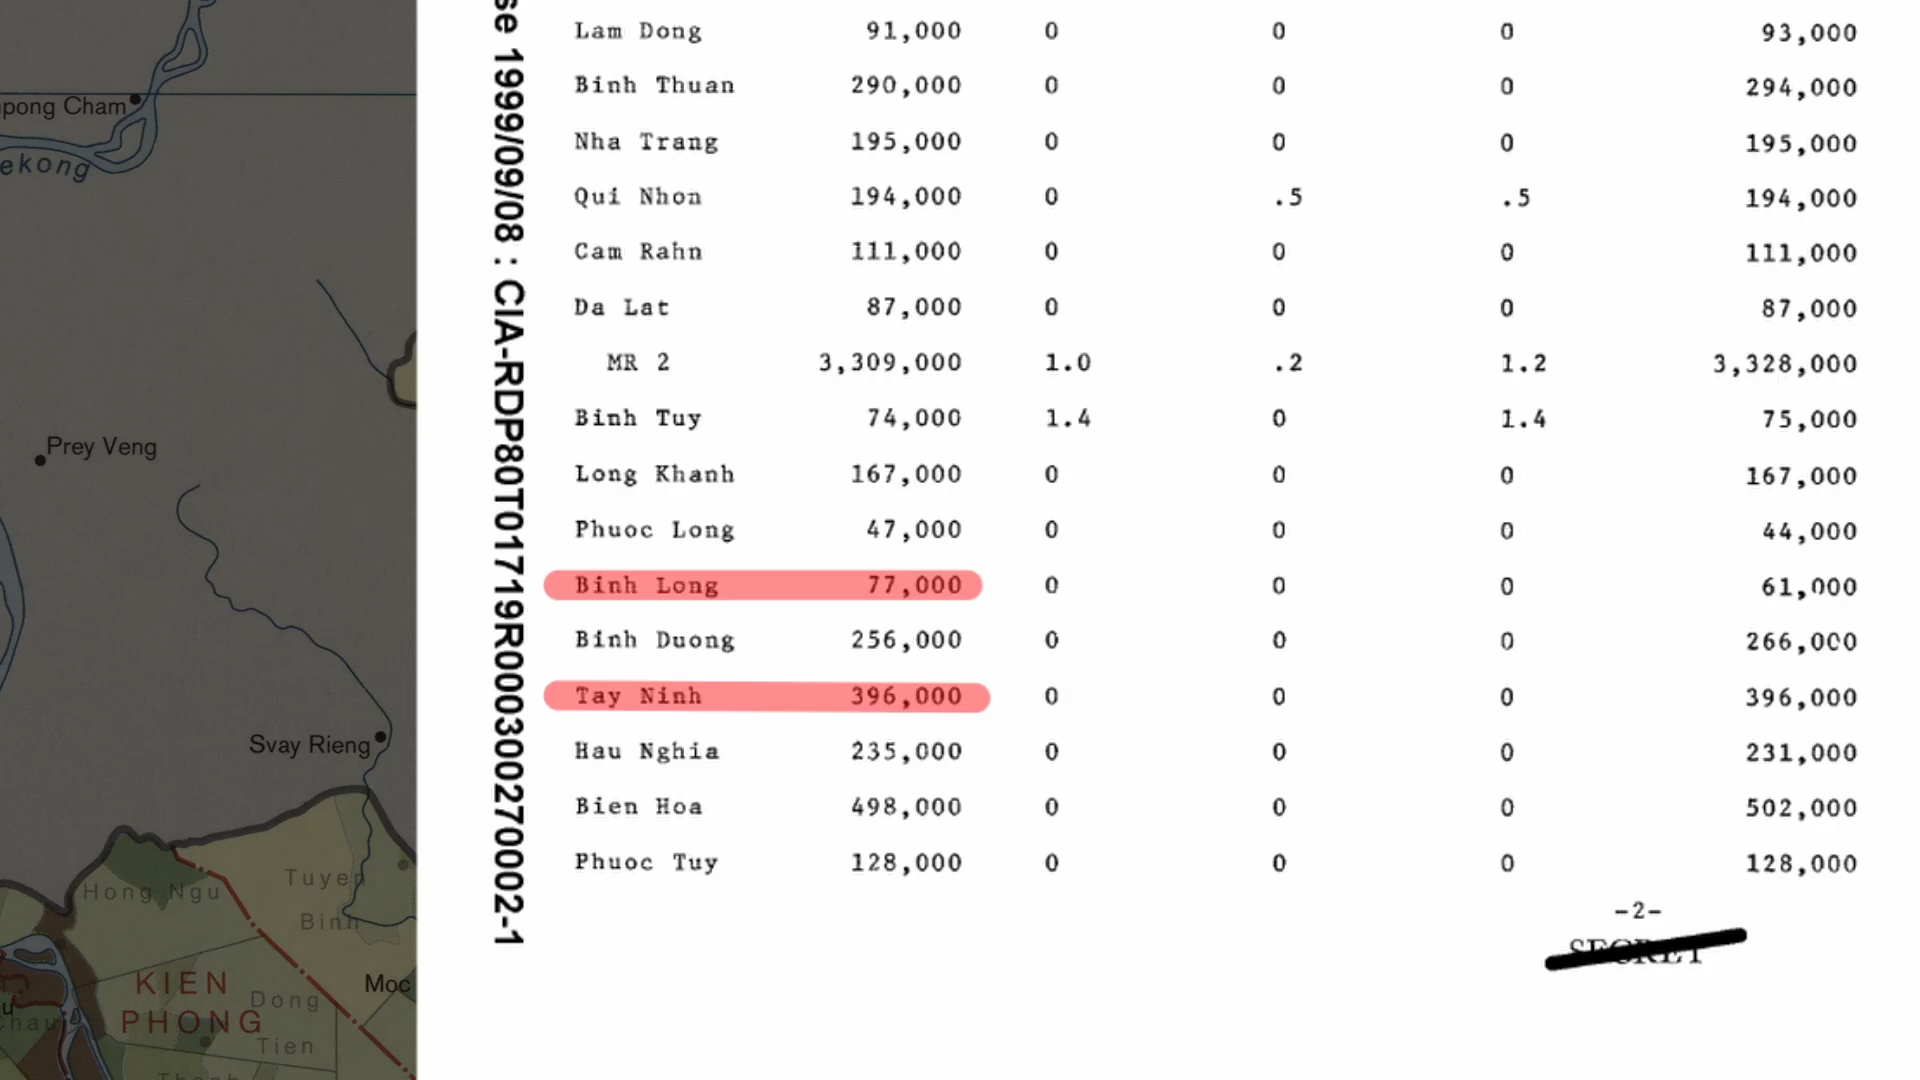 se 1999/09/08 : CIA-RDP80T01719R000300270002-1
Lam Dong 91,000 0 0 0 93,000
Binh Thuan 290,000 0 0 0 294,000
Nha Trang 195,000 0 0 0 195,000
Qui Nhon 194,000 0 .5 .5 194,000
Cam Rahn 111,000 0 0 0 111,000
Da Lat 87,000 0 0 0 87,000
MR 2 3,309,000 1.0 .2 1.2 3,328,000
Binh Tuy 74,000 1.4 0 1.4 75,000
Long Khanh 167,000 0 0 0 167,000
Phuoc Long 47,000 0 0 0 44,000
Binh Long 77,000 0 0 0 61,000
Binh Duong 256,000 0 0 0 266,000
Tay Ninh 396,000 0 0 0 396,000
Hau Nghia 235,000 0 0 0 231,000
Bien Hoa 498,000 0 0 0 502,000
Phuoc Tuy 128,000 0 0 0 128,000
-2-
SECRET
pong Cham
ekong
Prey Veng
Svay Rieng
Hong Ngu
Tuyen
Binh
KIEN
PHONG
Dong
Tien
Moc
Chau
Thanh